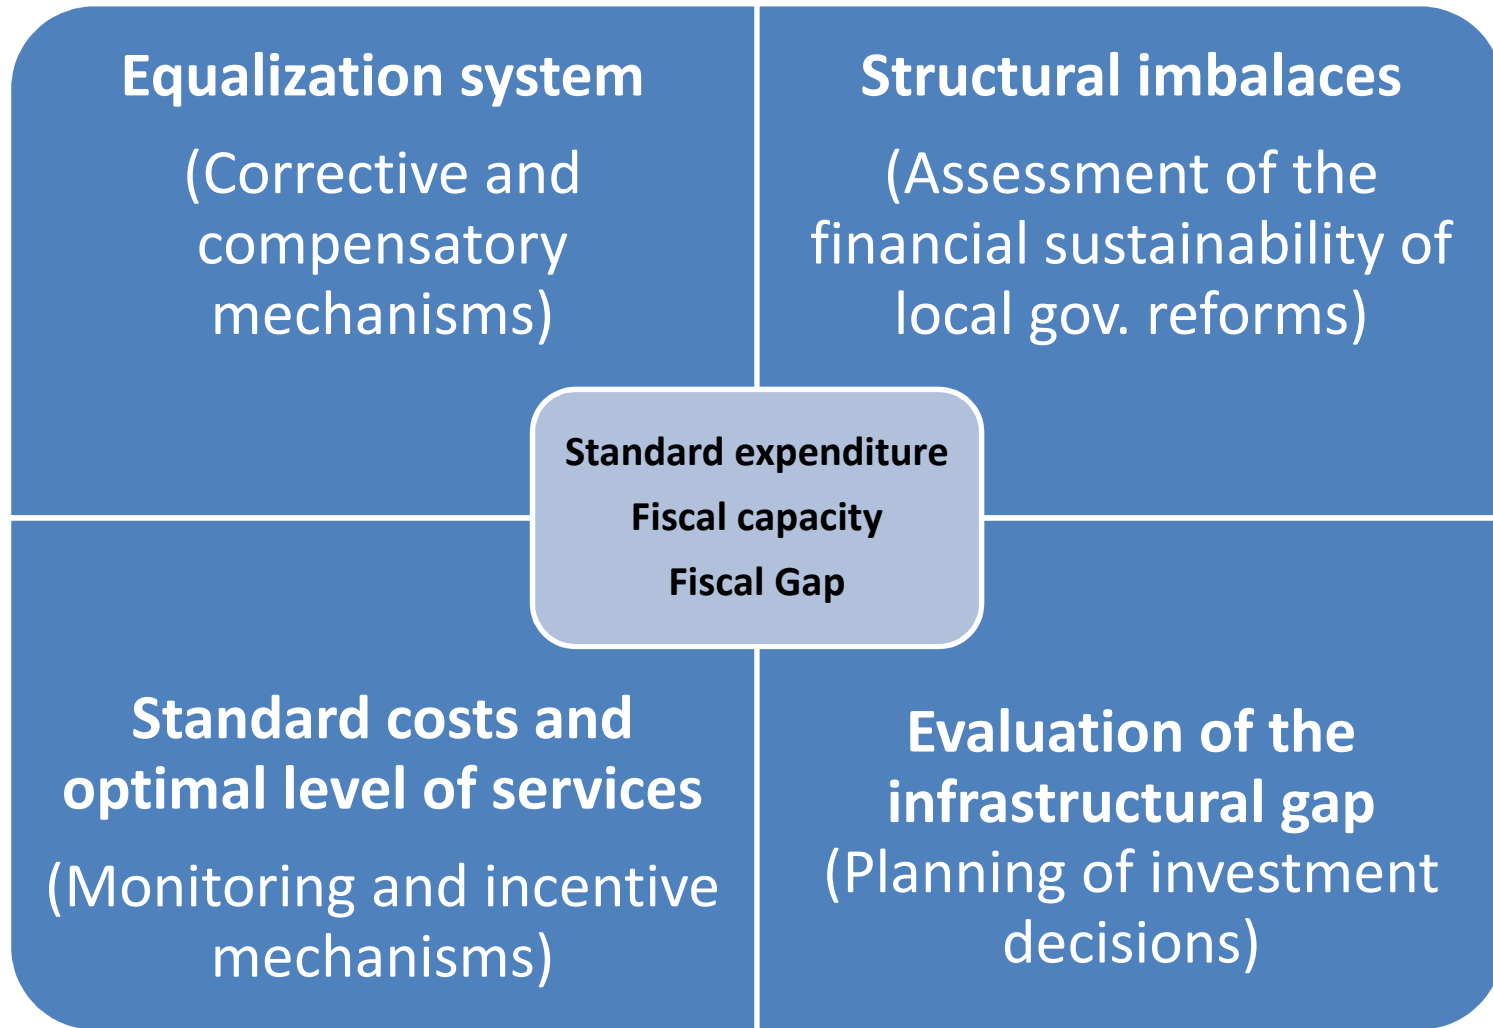 Equalization system
(Corrective and
compensatory
mechanisms)
Structural imbalaces
(Assessment of the
financial sustainability of
local gov. reforms)
Standard expenditure
Fiscal capacity
Fiscal Gap
Standard costs and
optimal level of services
(Monitoring and incentive
mechanisms)
Evaluation of the
infrastructural gap
(Planning of investment
decisions)